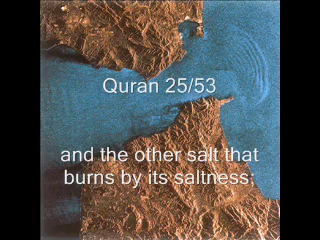 Quran 25/53
and the other salt that
burns by its saltness;